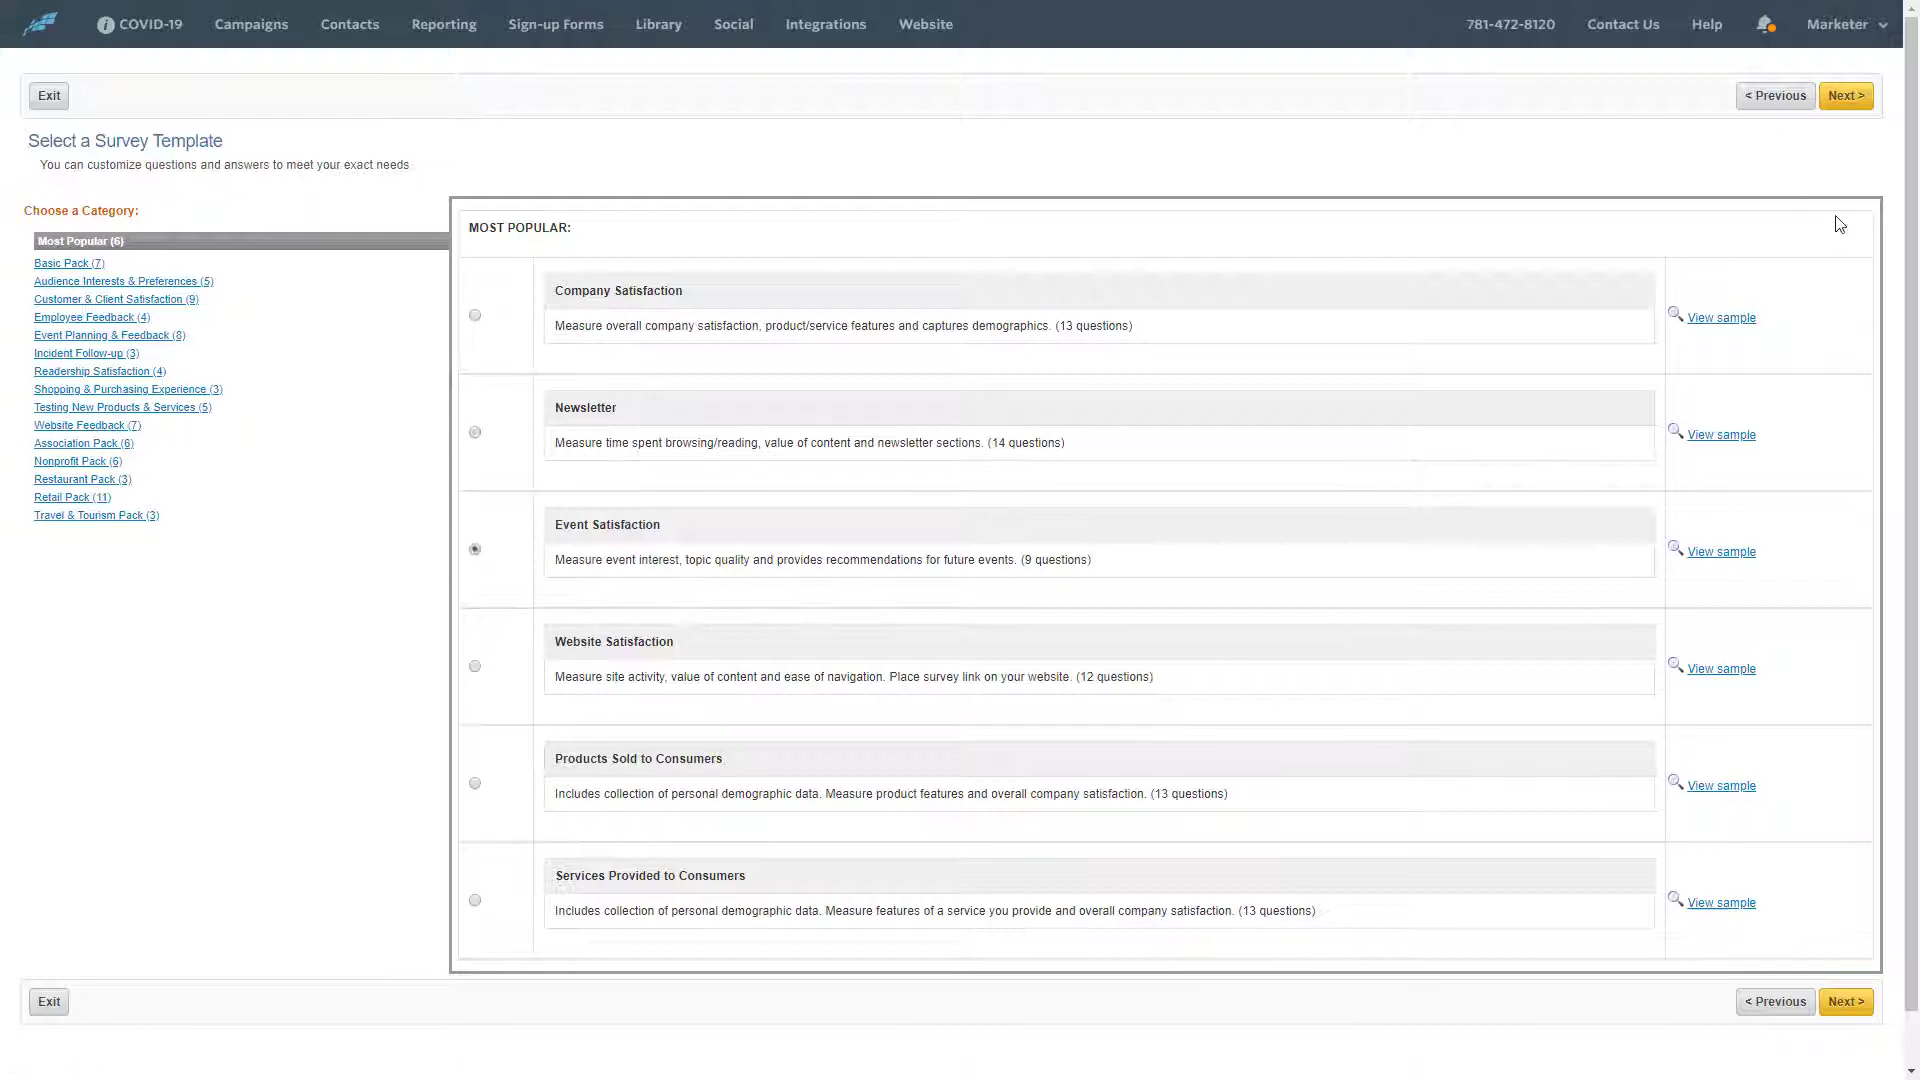 COVID-19 Campaigns Contacts Reporting Sign-up Forms Library Social Integrations Website 781-472-8120 Contact Us Help Marketer
Exit < Previous Next >
Select a Survey Template
You can customize questions and answers to meet your exact needs
Choose a Category:
Most Popular (6)
Basic Pack (7)
Audience Interests & Preferences (5)
Customer & Client Satisfaction (9)
Employee Feedback (4)
Event Planning & Feedback (8)
Incident Follow-up (3)
Readership Satisfaction (4)
Shopping & Purchasing Experience (3)
Testing New Products & Services (5)
Website Feedback (7)
Association Pack (6)
Nonprofit Pack (6)
Restaurant Pack (3)
Retail Pack (11)
Travel & Tourism Pack (3)
MOST POPULAR:
Company Satisfaction
Measure overall company satisfaction, product/service features and captures demographics. (13 questions)
View sample
Newsletter
Measure time spent browsing/reading, value of content and newsletter sections. (14 questions)
View sample
Event Satisfaction
Measure event interest, topic quality and provides recommendations for future events. (9 questions)
View sample
Website Satisfaction
Measure site activity, value of content and ease of navigation. Place survey link on your website. (12 questions)
View sample
Products Sold to Consumers
Includes collection of personal demographic data. Measure product features and overall company satisfaction. (13 questions)
View sample
Services Provided to Consumers
Includes collection of personal demographic data. Measure features of a service you provide and overall company satisfaction. (13 questions)
View sample
Exit < Previous Next >